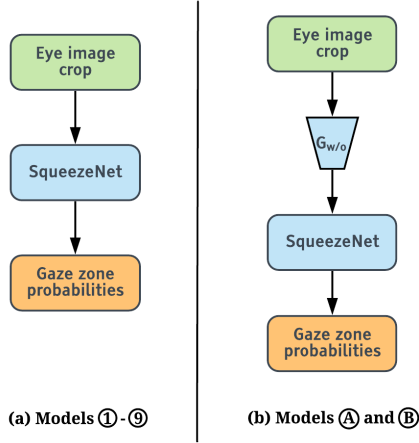 Eye image
crop
SqueezeNet
Gaze zone
probabilities
(a) Models ① - ⑨
Eye image
crop
Gw/o
SqueezeNet
Gaze zone
probabilities
(b) Models Ⓐ and Ⓑ